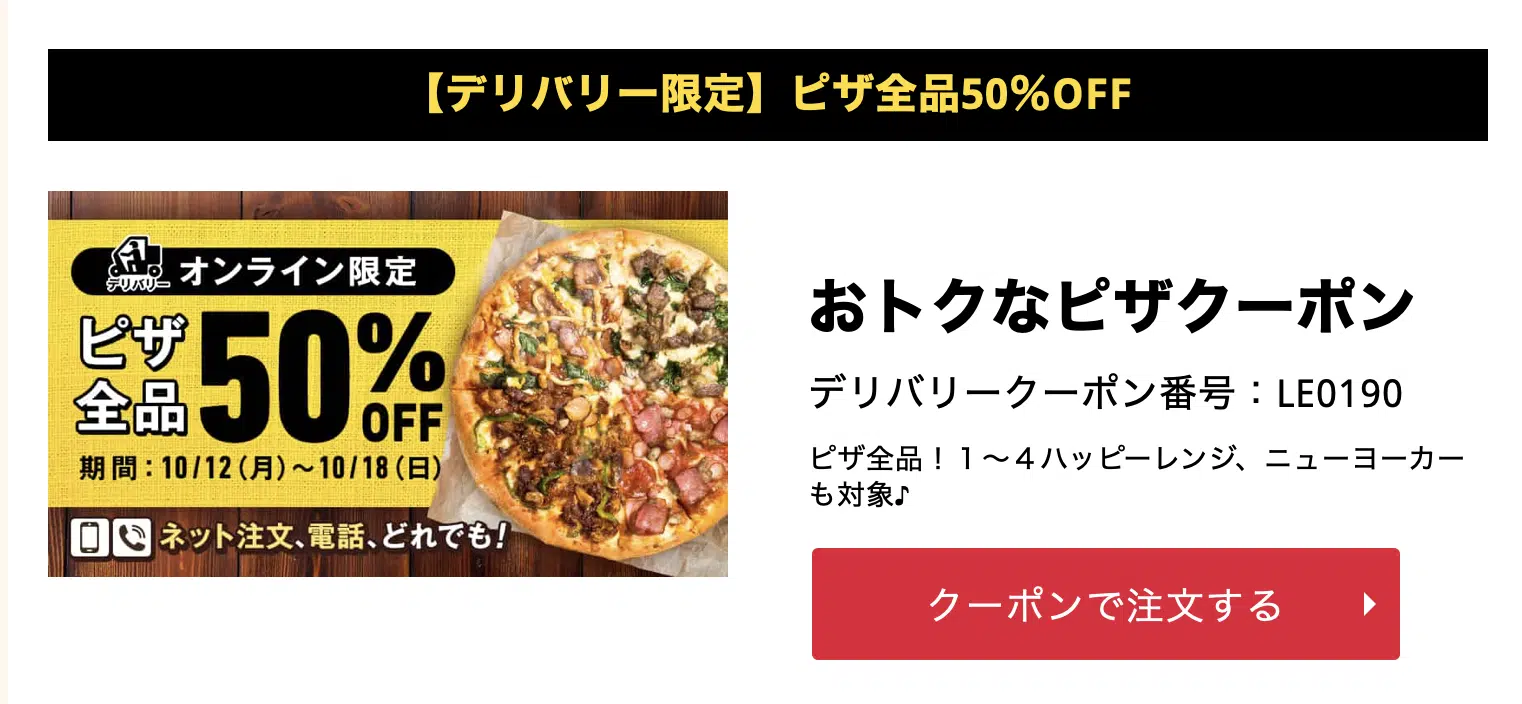 【デリバリー限定】ピザ全品50%OFF
デリバリー オンライン限定
ピザ全品50%OFF
期間：10/12(月)～10/18(日)
ネット注文、電話、どれでも!
おトクなピザクーポン
デリバリークーポン番号：LE0190
ピザ全品！１～４ハッピーレンジ、ニューヨーカー
も対象♪
クーポンで注文する